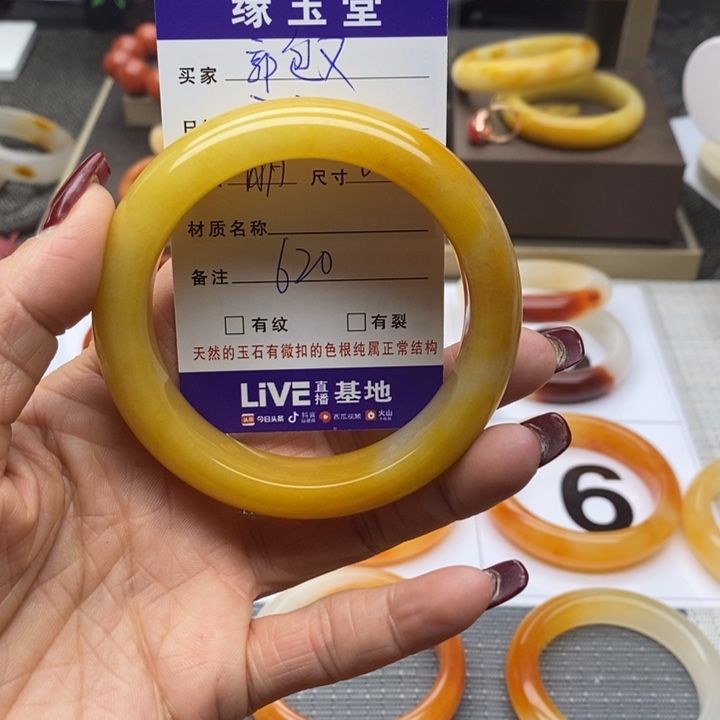 缘玉堂
买家
尺寸
材质名称
备注 620
有纹 有裂
天然的玉石有微扣的色根纯属正常结构
LiVE直播基地
头条 今日头条 抖音 西瓜视频 火山
6